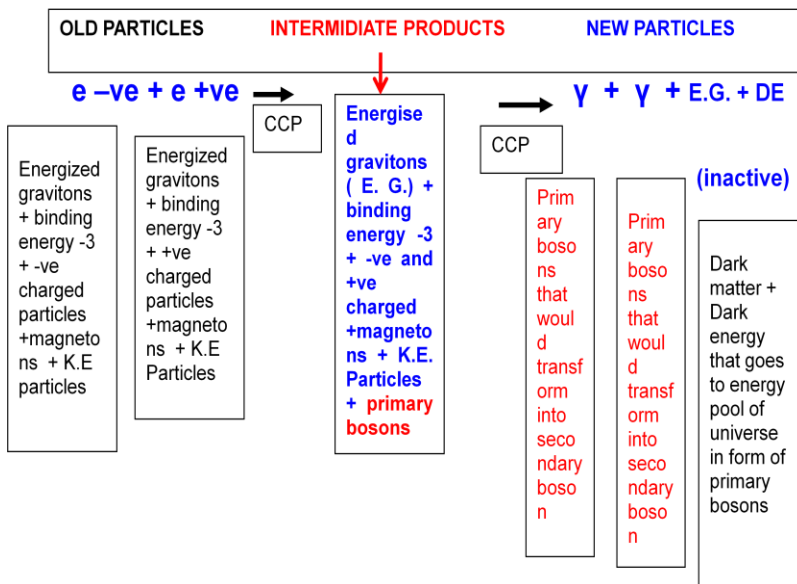 OLD PARTICLES INTERMIDIATE PRODUCTS NEW PARTICLES
e –ve + e +ve
γ + γ + E.G. + DE
(inactive)
Energized
gravitons
+ binding
energy -3
+ -ve
charged
particles
+magneto
ns + K.E
particles
Energized
gravitons
+ binding
energy -3
+ +ve
charged
particles
+magneto
ns + K.E
Particles
CCP
Energise
d
gravitons
( E. G.) +
binding
energy -3
+ -ve and
+ve
charged
+magneto
ns + K.E.
Particles
+ primary
bosons
CCP
Prim
ary
boso
ns
that
woul
d
transf
orm
into
seco
ndary
boso
n
Prim
ary
boso
ns
that
woul
d
transf
orm
into
seco
ndary
boso
n
Dark
matter +
Dark
energy
that goes
to energy
pool of
universe
in form of
primary
bosons